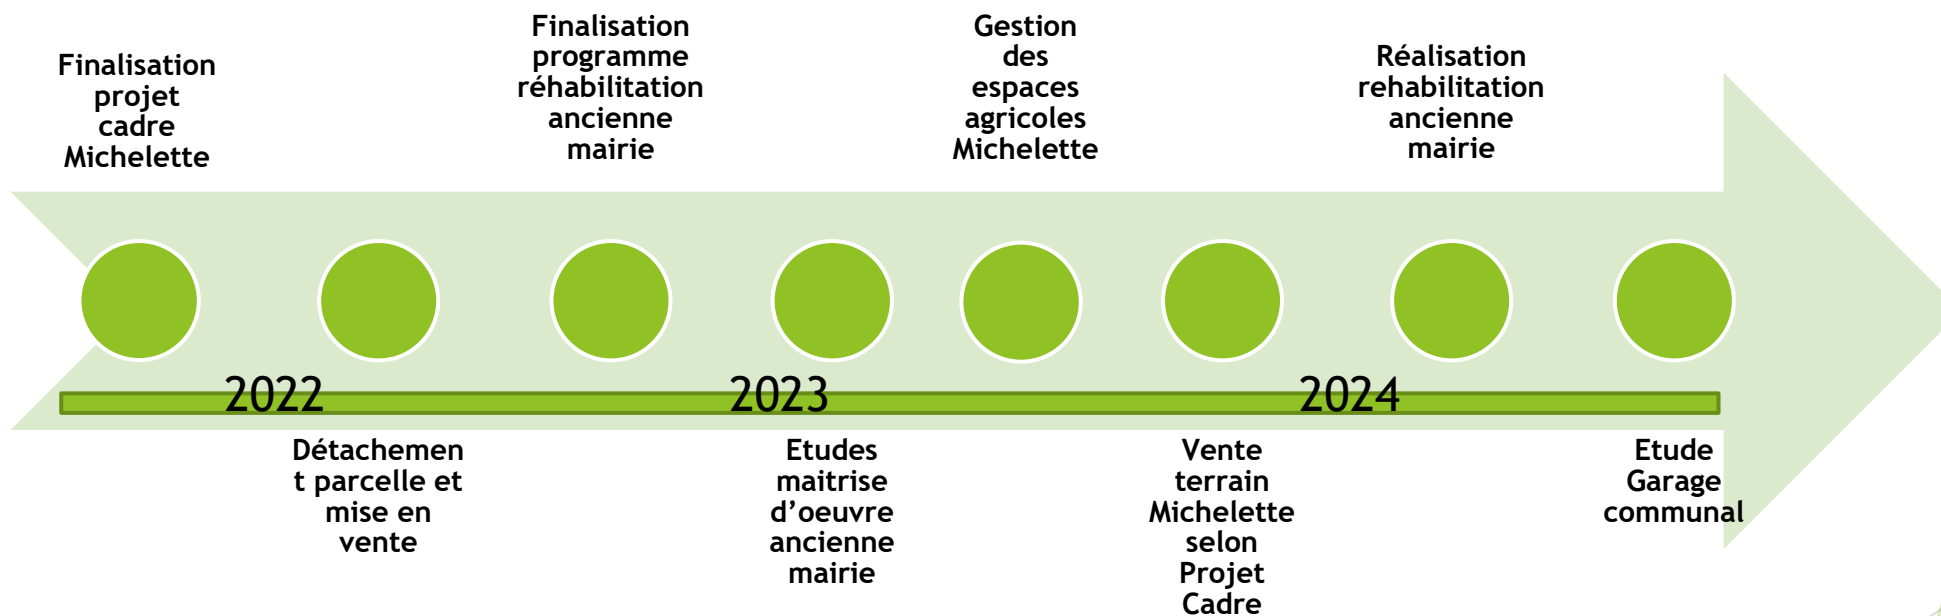 Finalisation
projet
cadre
Michelette
Finalisation
programme
réhabilitation
ancienne
mairie
Gestion
des
espaces
agricoles
Michelette
Réalisation
rehabilitation
ancienne
mairie
2022
2023
2024
Détachemen
t parcelle et
mise en
vente
Etudes
maitrise
d’oeuvre
ancienne
mairie
Vente
terrain
Michelette
selon
Projet
Cadre
Etude
Garage
communal